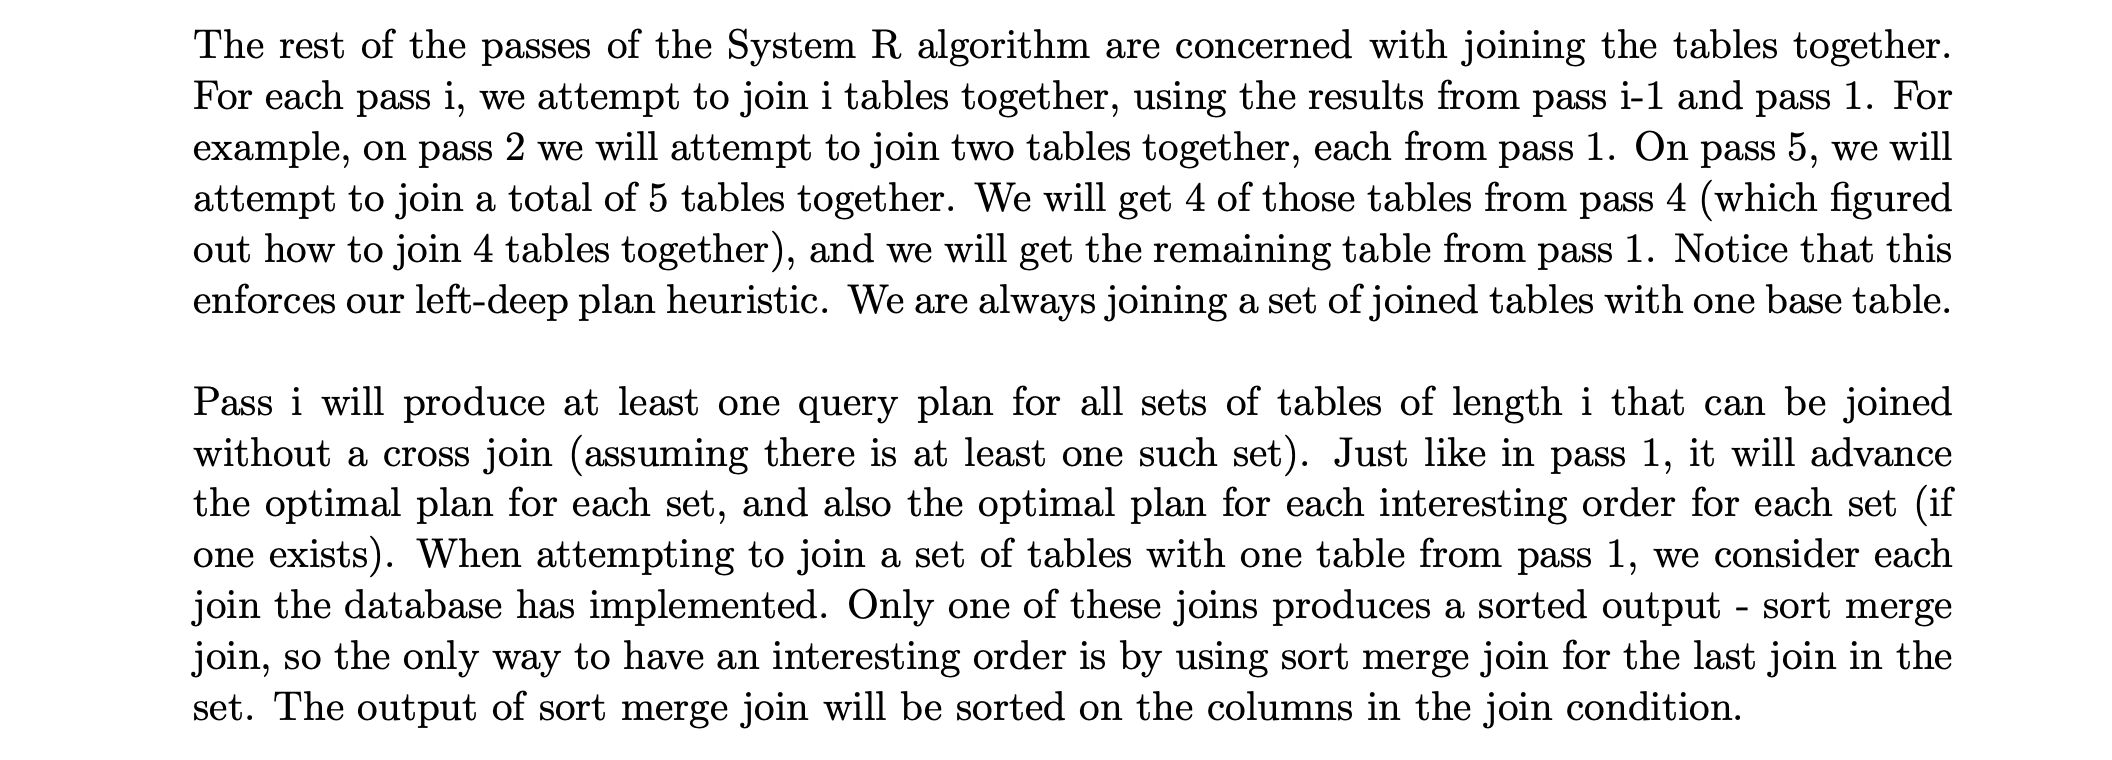 The rest of the passes of the System R algorithm are concerned with joining the tables together.
For each pass i, we attempt to join i tables together, using the results from pass i-1 and pass 1. For
example, on pass 2 we will attempt to join two tables together, each from pass 1. On pass 5, we will
attempt to join a total of 5 tables together. We will get 4 of those tables from pass 4 (which figured
out how to join 4 tables together), and we will get the remaining table from pass 1. Notice that this
enforces our left-deep plan heuristic. We are always joining a set of joined tables with one base table.
Pass i will produce at least one query plan for all sets of tables of length i that can be joined
without a cross join (assuming there is at least one such set). Just like in pass 1, it will advance
the optimal plan for each set, and also the optimal plan for each interesting order for each set (if
one exists). When attempting to join a set of tables with one table from pass 1, we consider each
join the database has implemented. Only one of these joins produces a sorted output - sort merge
join, so the only way to have an interesting order is by using sort merge join for the last join in the
set. The output of sort merge join will be sorted on the columns in the join condition.